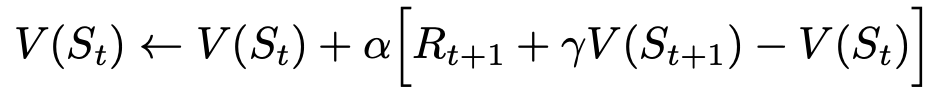 V(S_t) ← V(S_t) + α[R_{t+1} + γV(S_{t+1}) − V(S_t)]